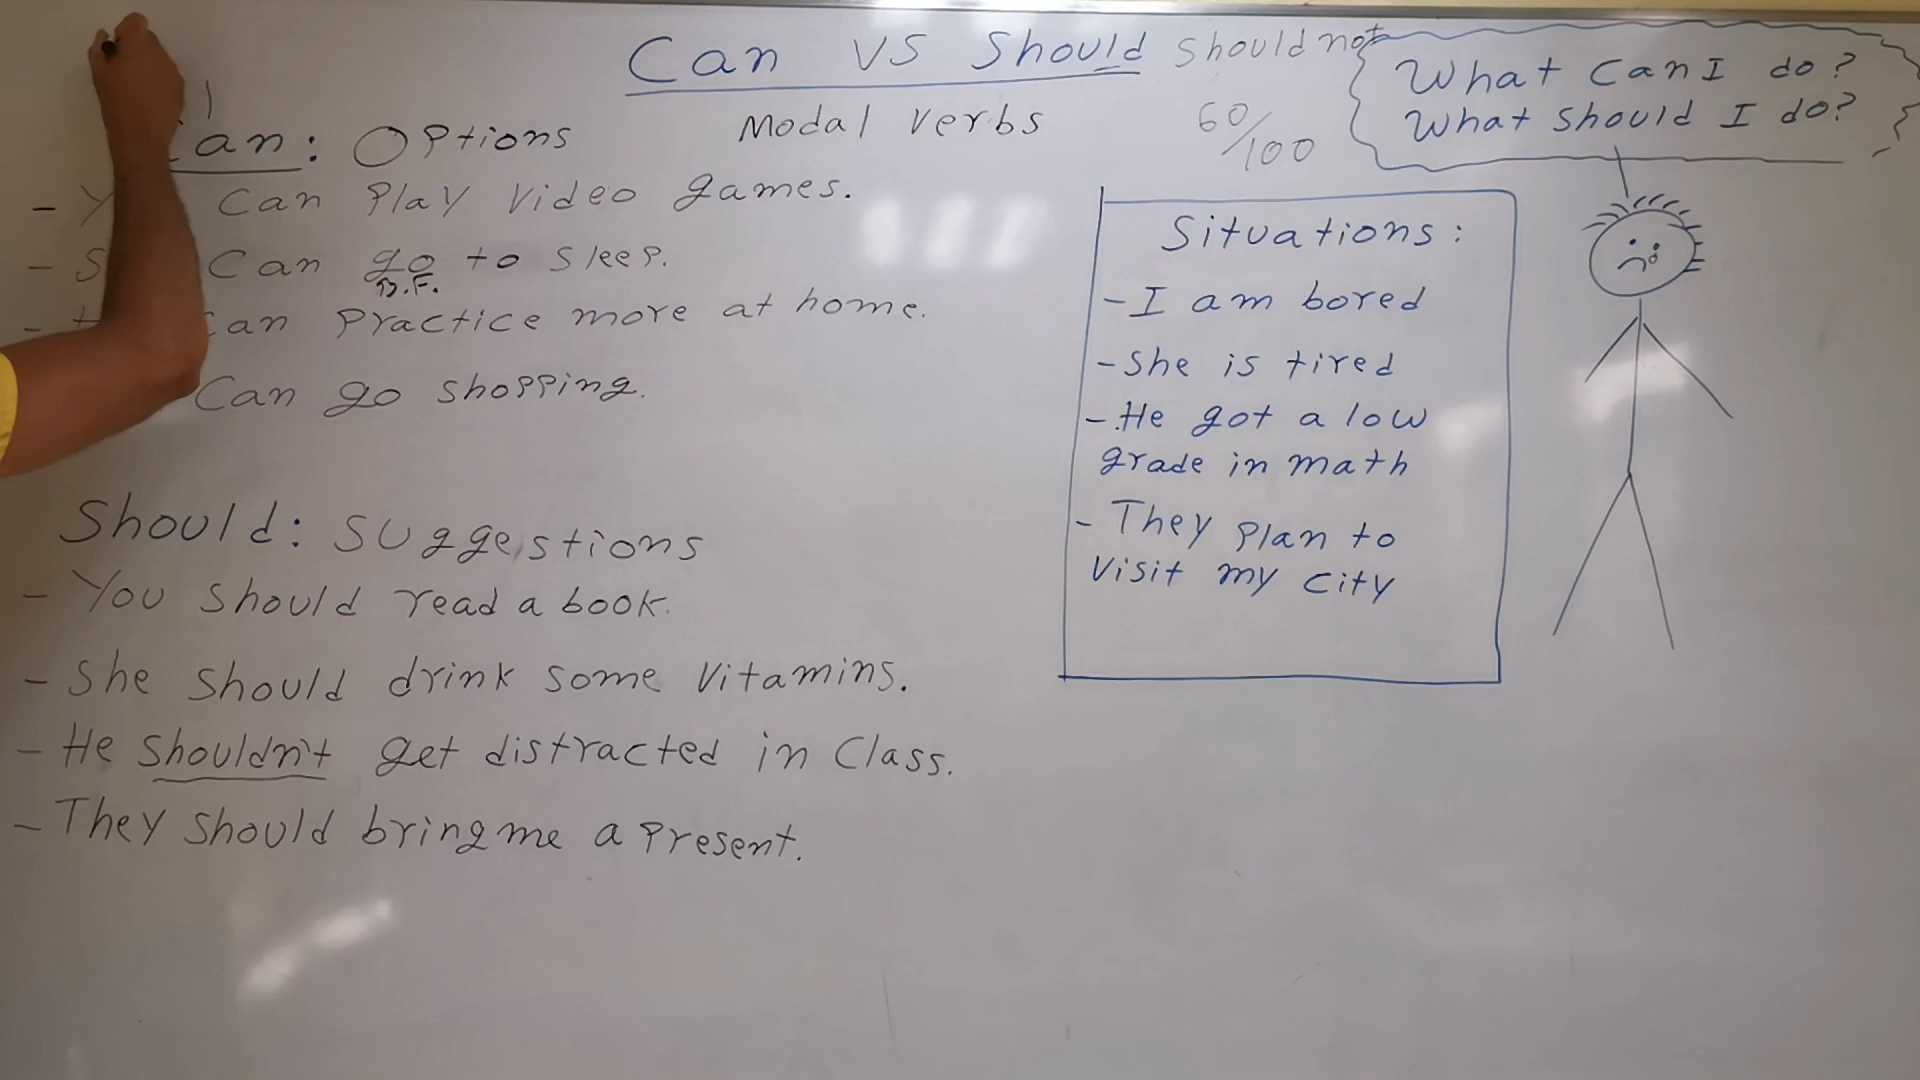 Can VS Should should not
Modal verbs
60/100
What Can I do?
What should I do?
Can: Options
- Can Play Video games.
- S Can go to sleep.
B.F.
- Can Practice more at home.
Can go shopping.
Should: Suggestions
- You should read a book.
- She should drink some vitamins.
- He shouldn't get distracted in Class.
- They should bring me a Present.
Situations:
- I am bored
- She is tired
- He got a low
grade in math
- They Plan to
Visit my City